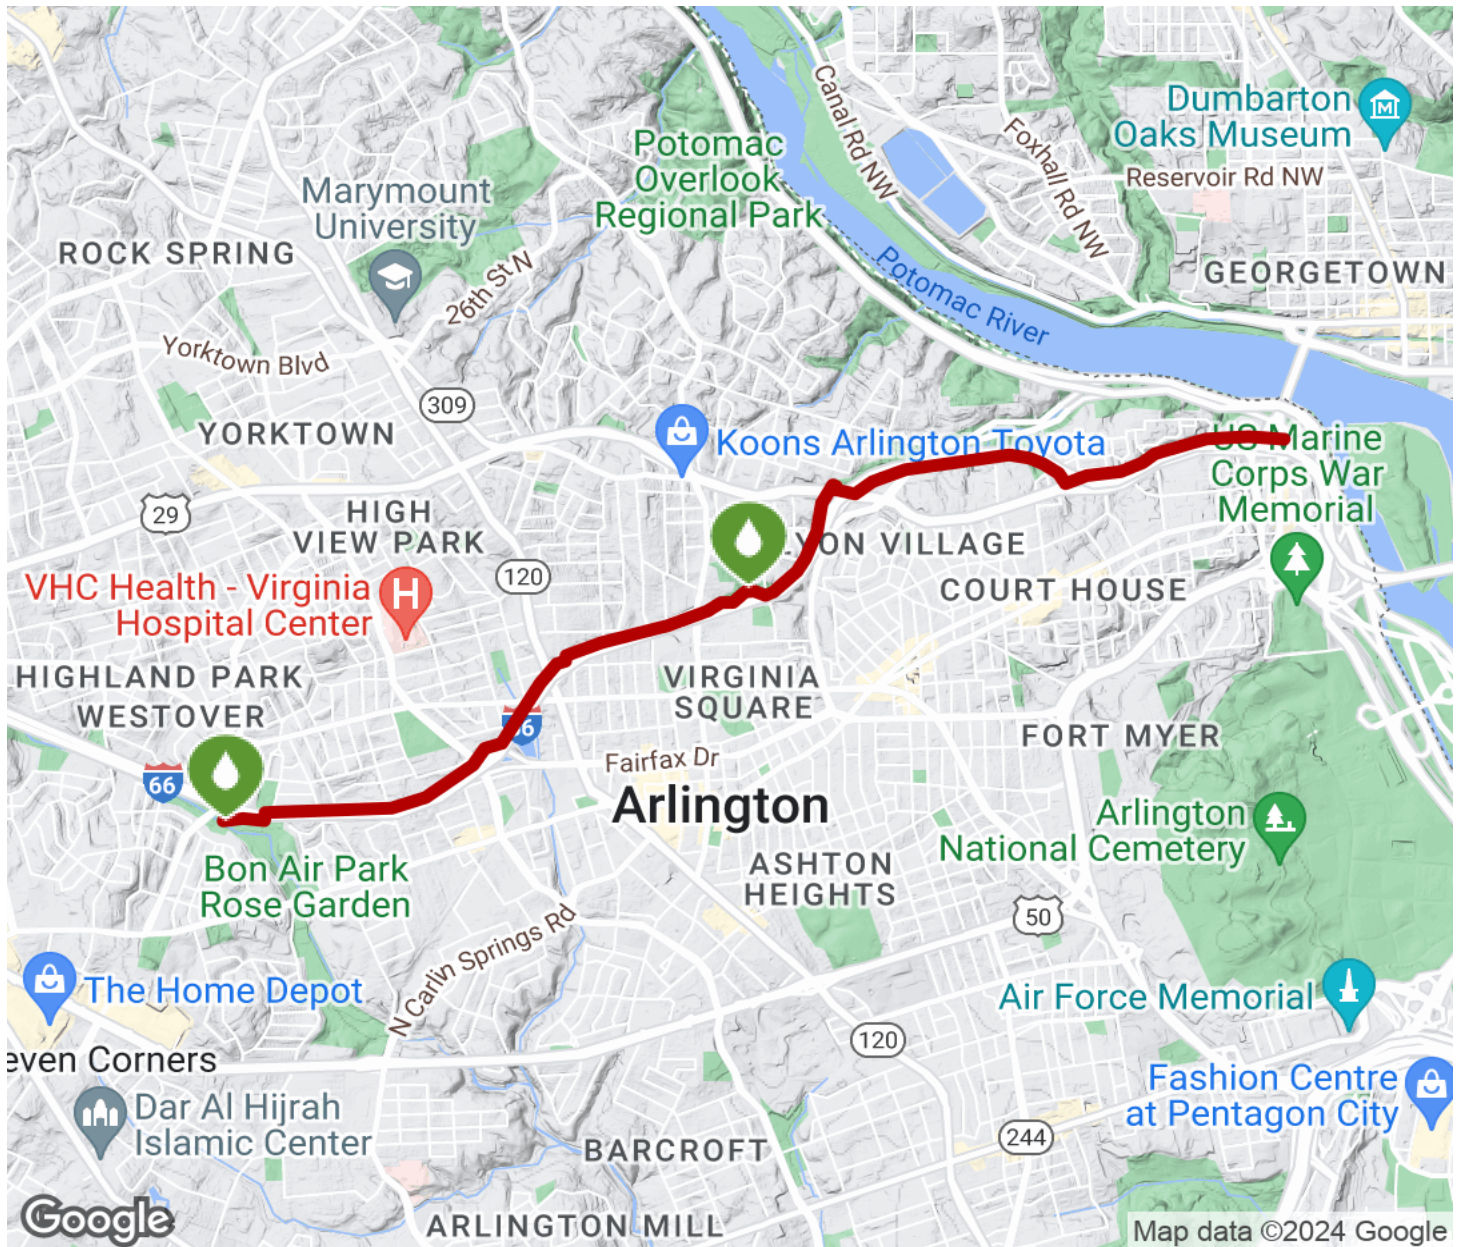 Dumbarton
Oaks Museum
Reservoir Rd NW
Canal Rd NW
Foxhall Rd NW
Potomac
Overlook
Regional Park
Marymount
University
ROCK SPRING
26th St N
Potomac River
GEORGETOWN
Yorktown Blvd
309
YORKTOWN
Koons Arlington Toyota
US Marine
Corps War
Memorial
29
HIGH
VIEW PARK
LYON VILLAGE
120
VHC Health - Virginia
Hospital Center
COURT HOUSE
HIGHLAND PARK
WESTOVER
VIRGINIA
SQUARE
66
FORT MYER
Fairfax Dr
66
Arlington
Arlington
National Cemetery
Bon Air Park
Rose Garden
ASHTON
HEIGHTS
50
N Carlin Springs Rd
The Home Depot
Air Force Memorial
120
even Corners
Fashion Centre
at Pentagon City
Dar Al Hijrah
Islamic Center
244
BARCROFT
Google
ARLINGTON MILL
Map data ©2024 Google